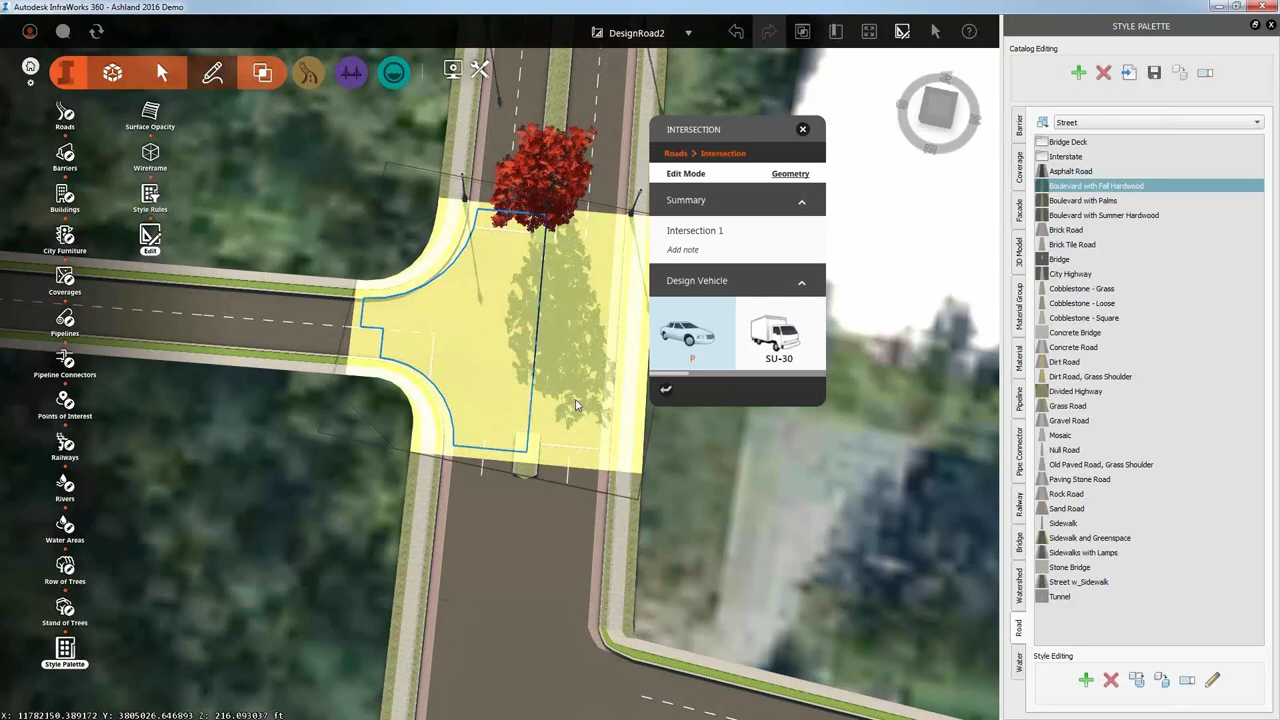 Autodesk InfraWorks 360 - Ashland 2016 Demo
DesignRoad2
Roads
Surface Opacity
Barriers
Wireframe
Buildings
Style Rules
City Furniture
Edit
Coverages
Pipelines
Pipeline Connectors
Points of Interest
Railways
Rivers
Water Areas
Row of Trees
Stand of Trees
Style Palette
INTERSECTION
Roads > Intersection
Edit Mode Geometry
Summary
Intersection 1
Add note
Design Vehicle
P SU-30
X: 11782150.389172 Y: 3805026.646893 Z: 216.093037 ft
STYLE PALETTE
Catalog Editing
Street
Bridge Deck
Interstate
Asphalt Road
Boulevard with Fall Hardwood
Boulevard with Palms
Boulevard with Summer Hardwood
Brick Road
Brick Tile Road
Bridge
City Highway
Cobblestone - Grass
Cobblestone - Loose
Cobblestone - Square
Concrete Bridge
Concrete Road
Dirt Road
Dirt Road, Grass Shoulder
Divided Highway
Grass Road
Gravel Road
Mosaic
Null Road
Old Paved Road, Grass Shoulder
Paving Stone Road
Rock Road
Sand Road
Sidewalk
Sidewalk and Greenspace
Sidewalks with Lamps
Stone Bridge
Street w_Sidewalk
Tunnel
Barrier
Coverage
Facade
3D Model
Material Group
Material
Pipeline
Pipe Connector
Railway
Bridge
Watershed
Road
Water
Style Editing